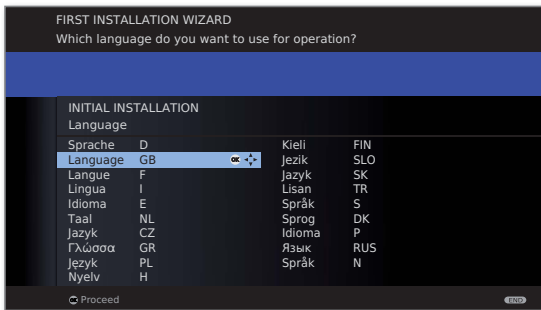 FIRST INSTALLATION WIZARD
Which language do you want to use for operation?
INITIAL INSTALLATION
Language
Sprache D Kieli FIN
Language GB OK Jezik SLO
Langue F Jazyk SK
Lingua I Lisan TR
Idioma E Språk S
Taal NL Sprog DK
Jazyk CZ Idioma P
Γλώσσα GR Язык RUS
Język PL Språk N
Nyelv H
OK Proceed END